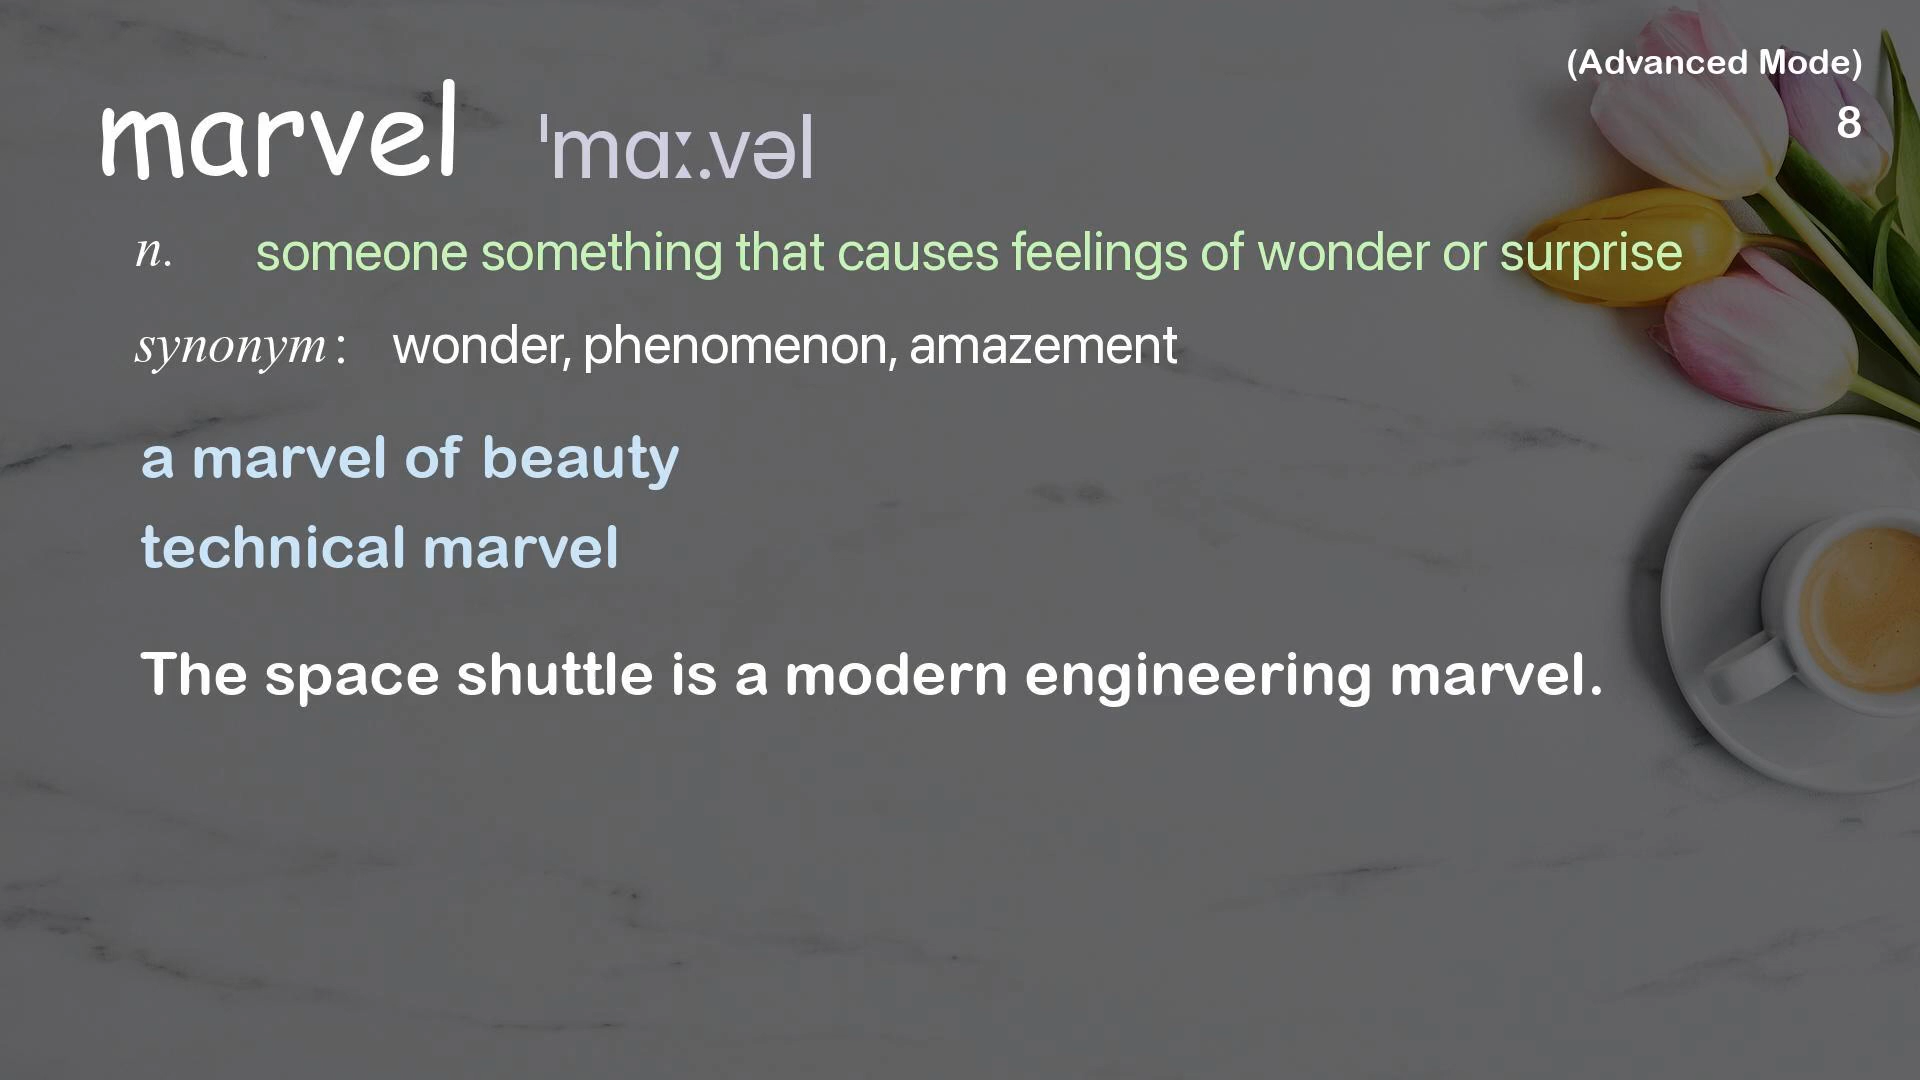 (Advanced Mode)
8
marvel ˈmɑː.vəl
n. someone something that causes feelings of wonder or surprise
synonym: wonder, phenomenon, amazement
a marvel of beauty
technical marvel
The space shuttle is a modern engineering marvel.